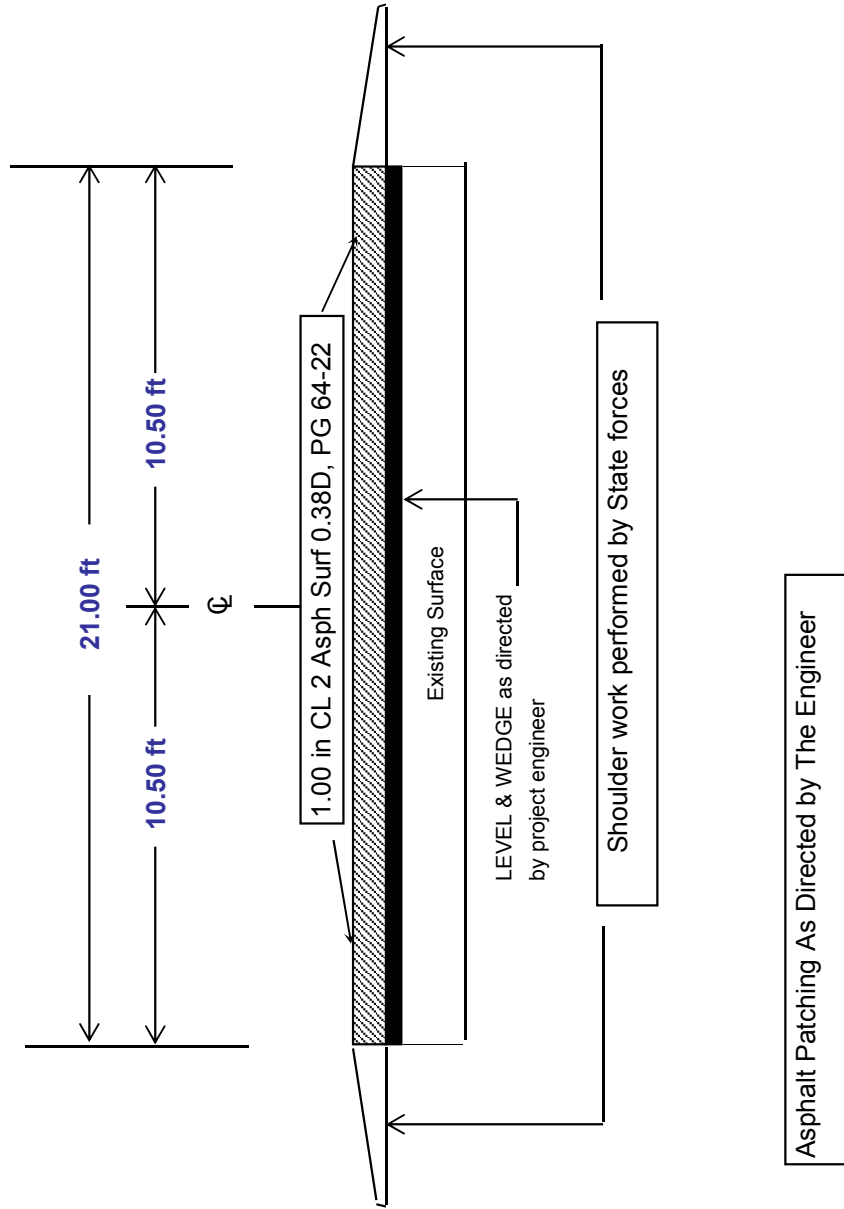 21.00 ft
10.50 ft
10.50 ft
℄
1.00 in CL 2 Asph Surf 0.38D, PG 64-22
Existing Surface
LEVEL & WEDGE as directed
by project engineer
Shoulder work performed by State forces
Asphalt Patching As Directed by The Engineer